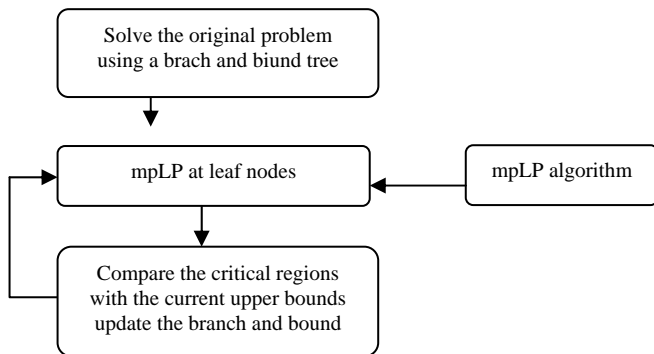 Solve the original problem
using a brach and biund tree
mpLP at leaf nodes
mpLP algorithm
Compare the critical regions
with the current upper bounds
update the branch and bound